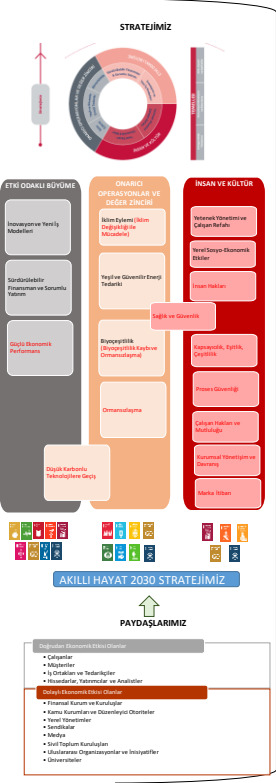 STRATEJİMİZ
ETKİ ODAKLI BÜYÜME
İnovasyon ve Yeni İş
Modelleri
Sürdürülebilir
Finansman ve Sorumlu
Yatırım
Güçlü Ekonomik
Performans
ONARICI
OPERASYONLAR VE
DEĞER ZİNCİRİ
İklim Eylemi (İklim
Değişikliği ile
Mücadele)
Yeşil ve Güvenilir Enerji
Tedariki
Biyoçeşitlilik
(Biyoçeşitlilik Kaybı ve
Ormansızlaşma)
Ormansızlaşma
Düşük Karbonlu
Teknolojilere Geçiş
İNSAN VE KÜLTÜR
Yetenek Yönetimi ve
Çalışan Refahı
Yerel Sosyo-Ekonomik
Etkiler
İnsan Hakları
Sağlık ve Güvenlik
Kapsayıcılık, Eşitlik,
Çeşitlilik
Proses Güvenliği
Çalışan Hakları ve
Mutluluğu
Kurumsal Yönetişim ve
Davranış
Marka İtibarı
AKILLI HAYAT 2030 STRATEJİMİZ
PAYDAŞLARIMIZ
Doğrudan Ekonomik Etkisi Olanlar
• Çalışanlar
• Müşteriler
• İş Ortakları ve Tedarikçiler
• Hissedarlar, Yatırımcılar ve Analistler
Dolaylı Ekonomik Etkisi Olanlar
• Finansal Kurum ve Kuruluşlar
• Kamu Kurumları ve Düzenleyici Otoriteler
• Yerel Yönetimler
• Sendikalar
• Medya
• Sivil Toplum Kuruluşları
• Uluslararası Organizasyonlar ve İnisiyatifler
• Üniversiteler